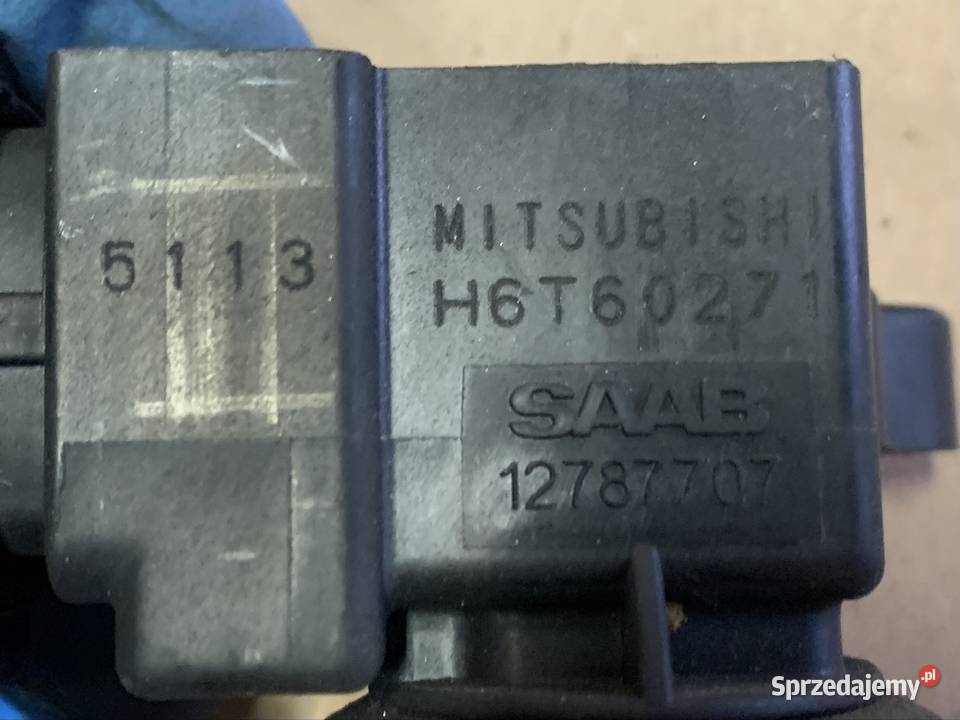 5113
MITSUBISHI
H6T60271
SAAB
12787707
Sprzedajemy.pl